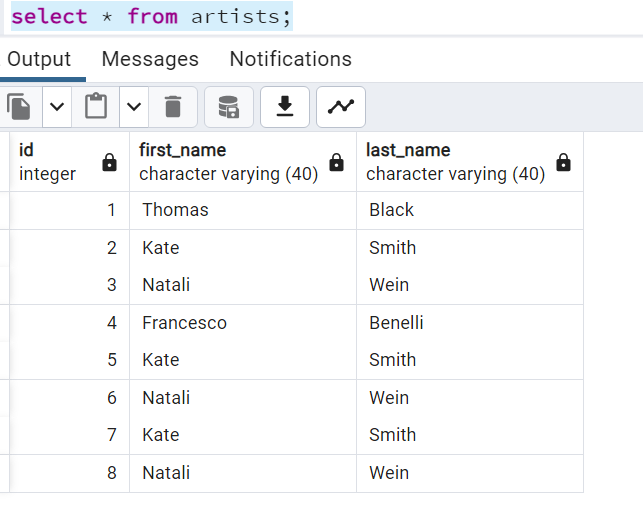 select * from artists;
Output Messages Notifications
id first_name last_name
integer character varying (40) character varying (40)
1 Thomas Black
2 Kate Smith
3 Natali Wein
4 Francesco Benelli
5 Kate Smith
6 Natali Wein
7 Kate Smith
8 Natali Wein